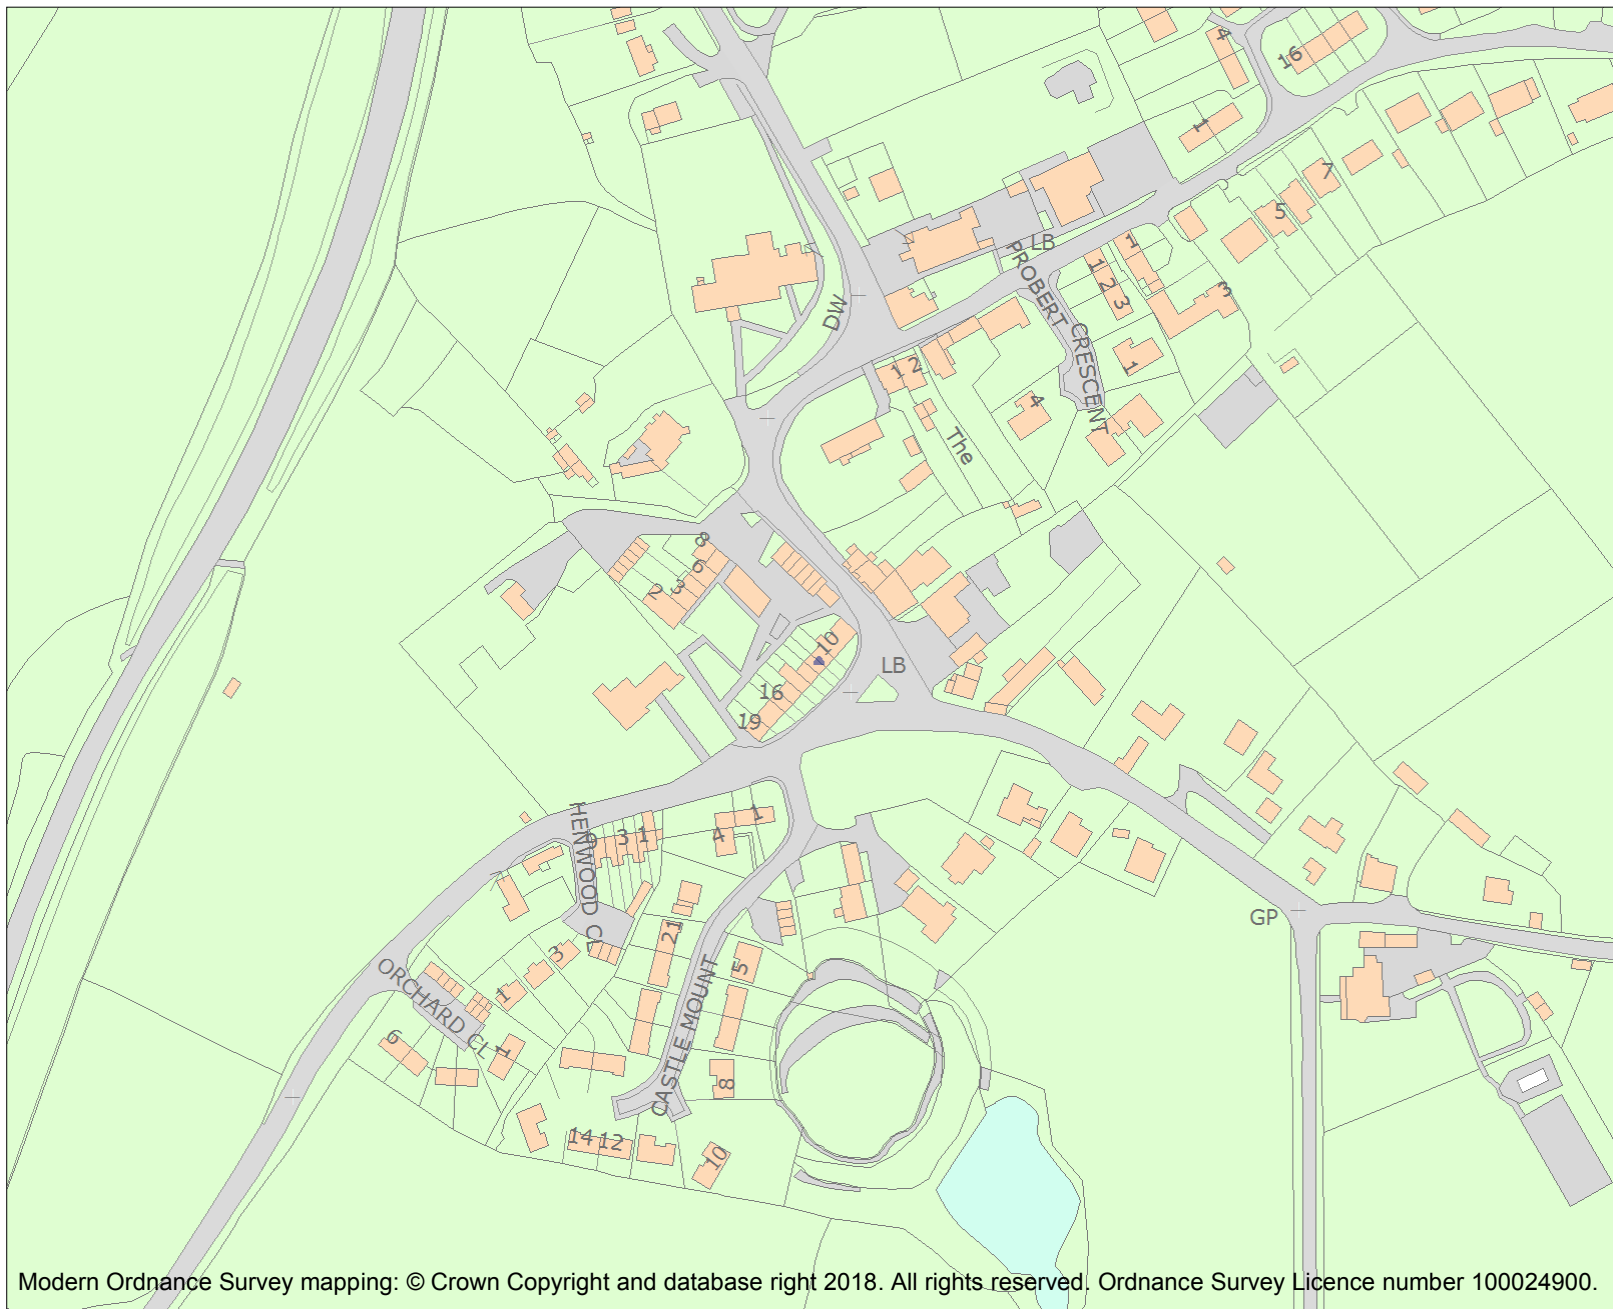 4
16
1
7
5
LB
PROBERT CRESCENT
1
1 2 3
3
DW
1 2
1
4
The
8
6
3
2
10
LB
16
19
HENWOOD CL
9
3 1
4
1
21
3
5
GP
ORCHARD CL
1
6
1
CASTLE MOUNT
8
14 12
10
Modern Ordnance Survey mapping: © Crown Copyright and database right 2018. All rights reserved. Ordnance Survey Licence number 100024900.